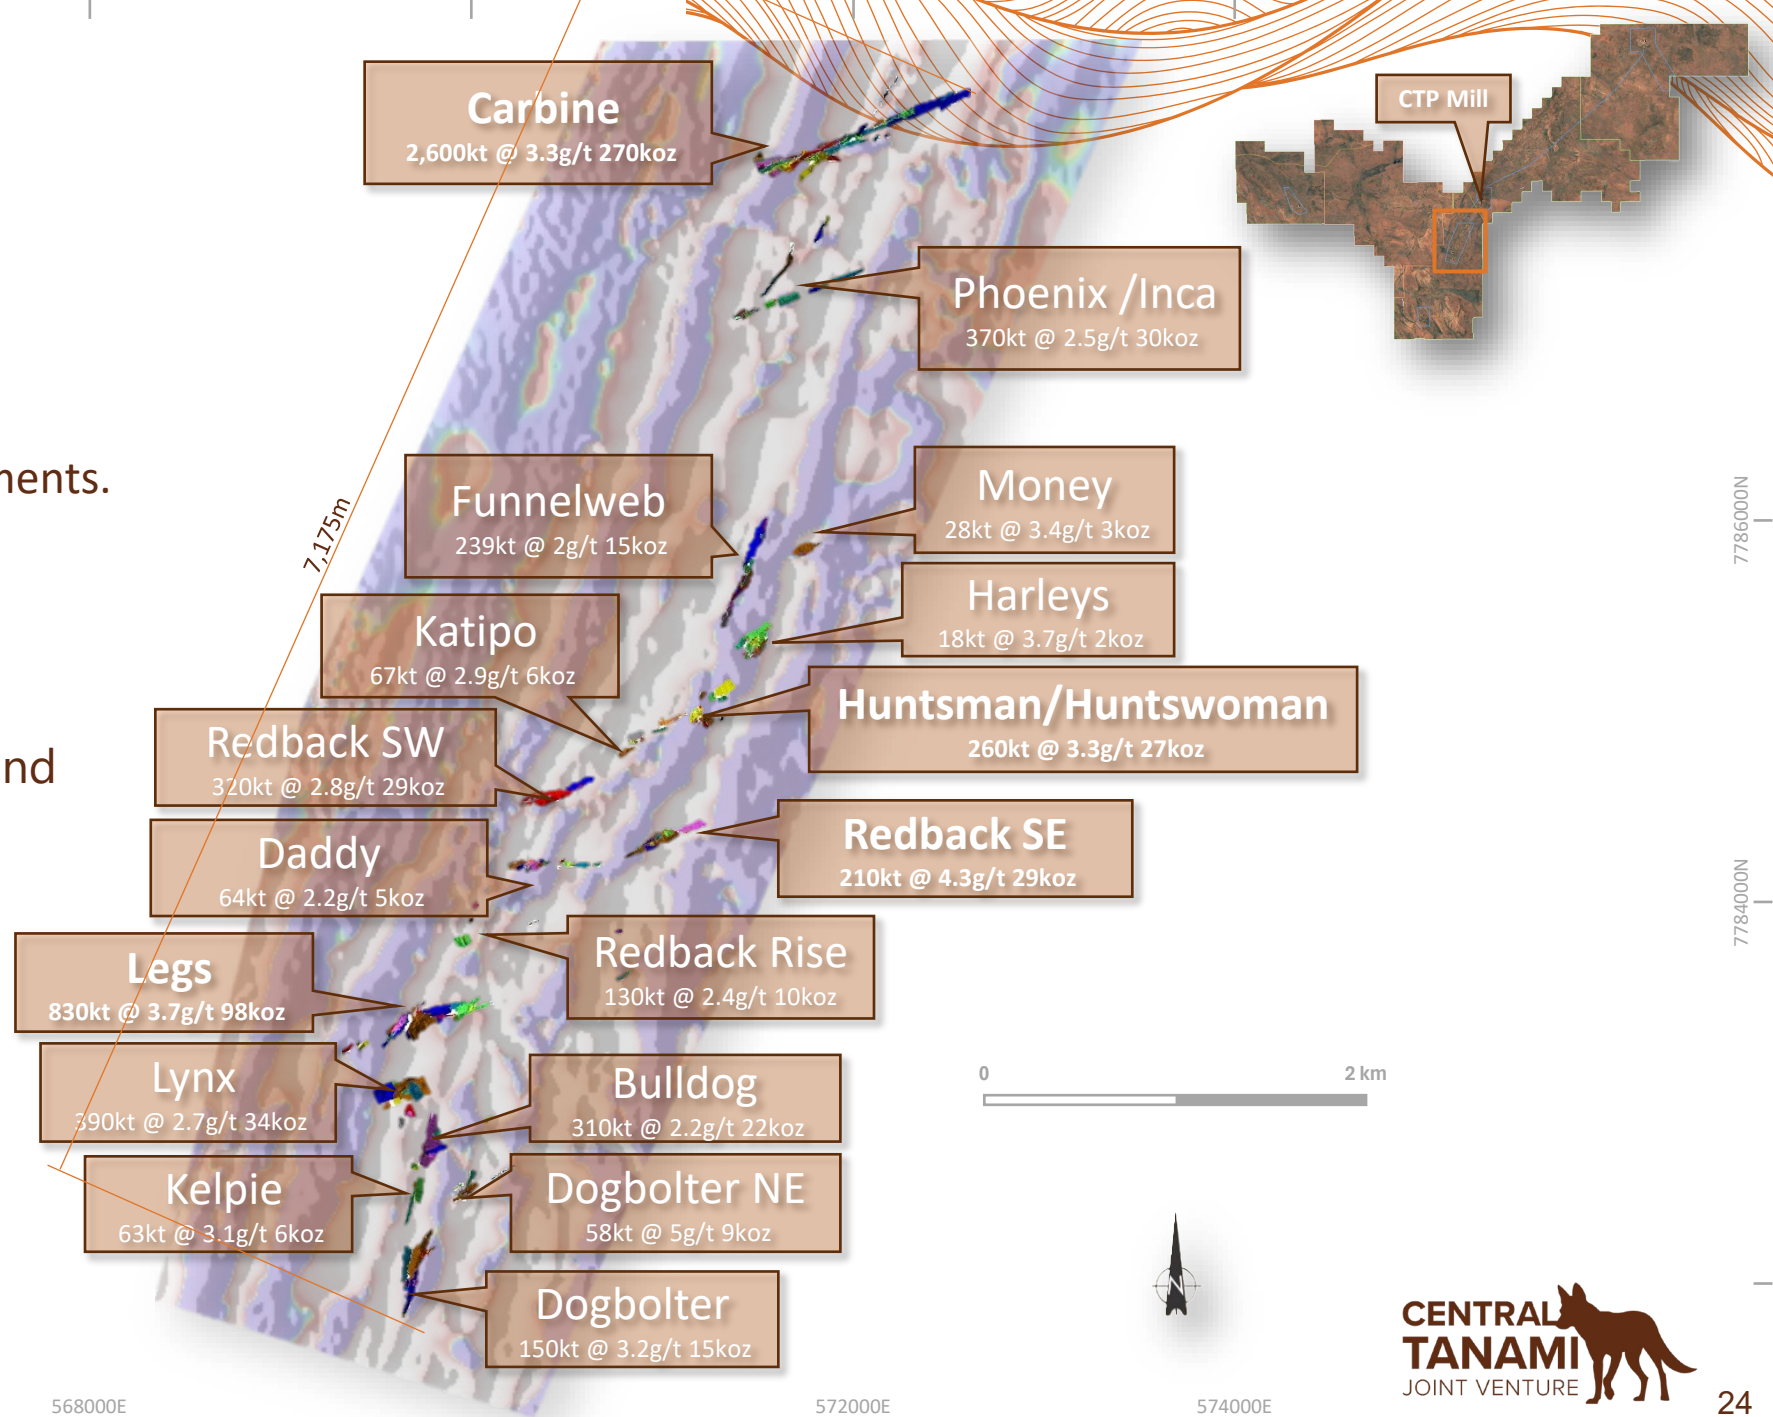 Carbine
2,600kt @ 3.3g/t 270koz
CTP Mill
Phoenix /Inca
370kt @ 2.5g/t 30koz
ments.
7,175m
Funnelweb
239kt @ 2g/t 15koz
Money
28kt @ 3.4g/t 3koz
7786000N
Harleys
18kt @ 3.7g/t 2koz
Katipo
67kt @ 2.9g/t 6koz
Huntsman/Huntswoman
260kt @ 3.3g/t 27koz
nd
Redback SW
320kt @ 2.8g/t 29koz
Redback SE
210kt @ 4.3g/t 29koz
Daddy
64kt @ 2.2g/t 5koz
7784000N
Redback Rise
130kt @ 2.4g/t 10koz
Legs
830kt @ 3.7g/t 98koz
Lynx
390kt @ 2.7g/t 34koz
Bulldog
310kt @ 2.2g/t 22koz
0
2 km
Kelpie
63kt @ 3.1g/t 6koz
Dogbolter NE
58kt @ 5g/t 9koz
N
Dogbolter
150kt @ 3.2g/t 15koz
CENTRAL
TANAMI
JOINT VENTURE
568000E
572000E
574000E
24